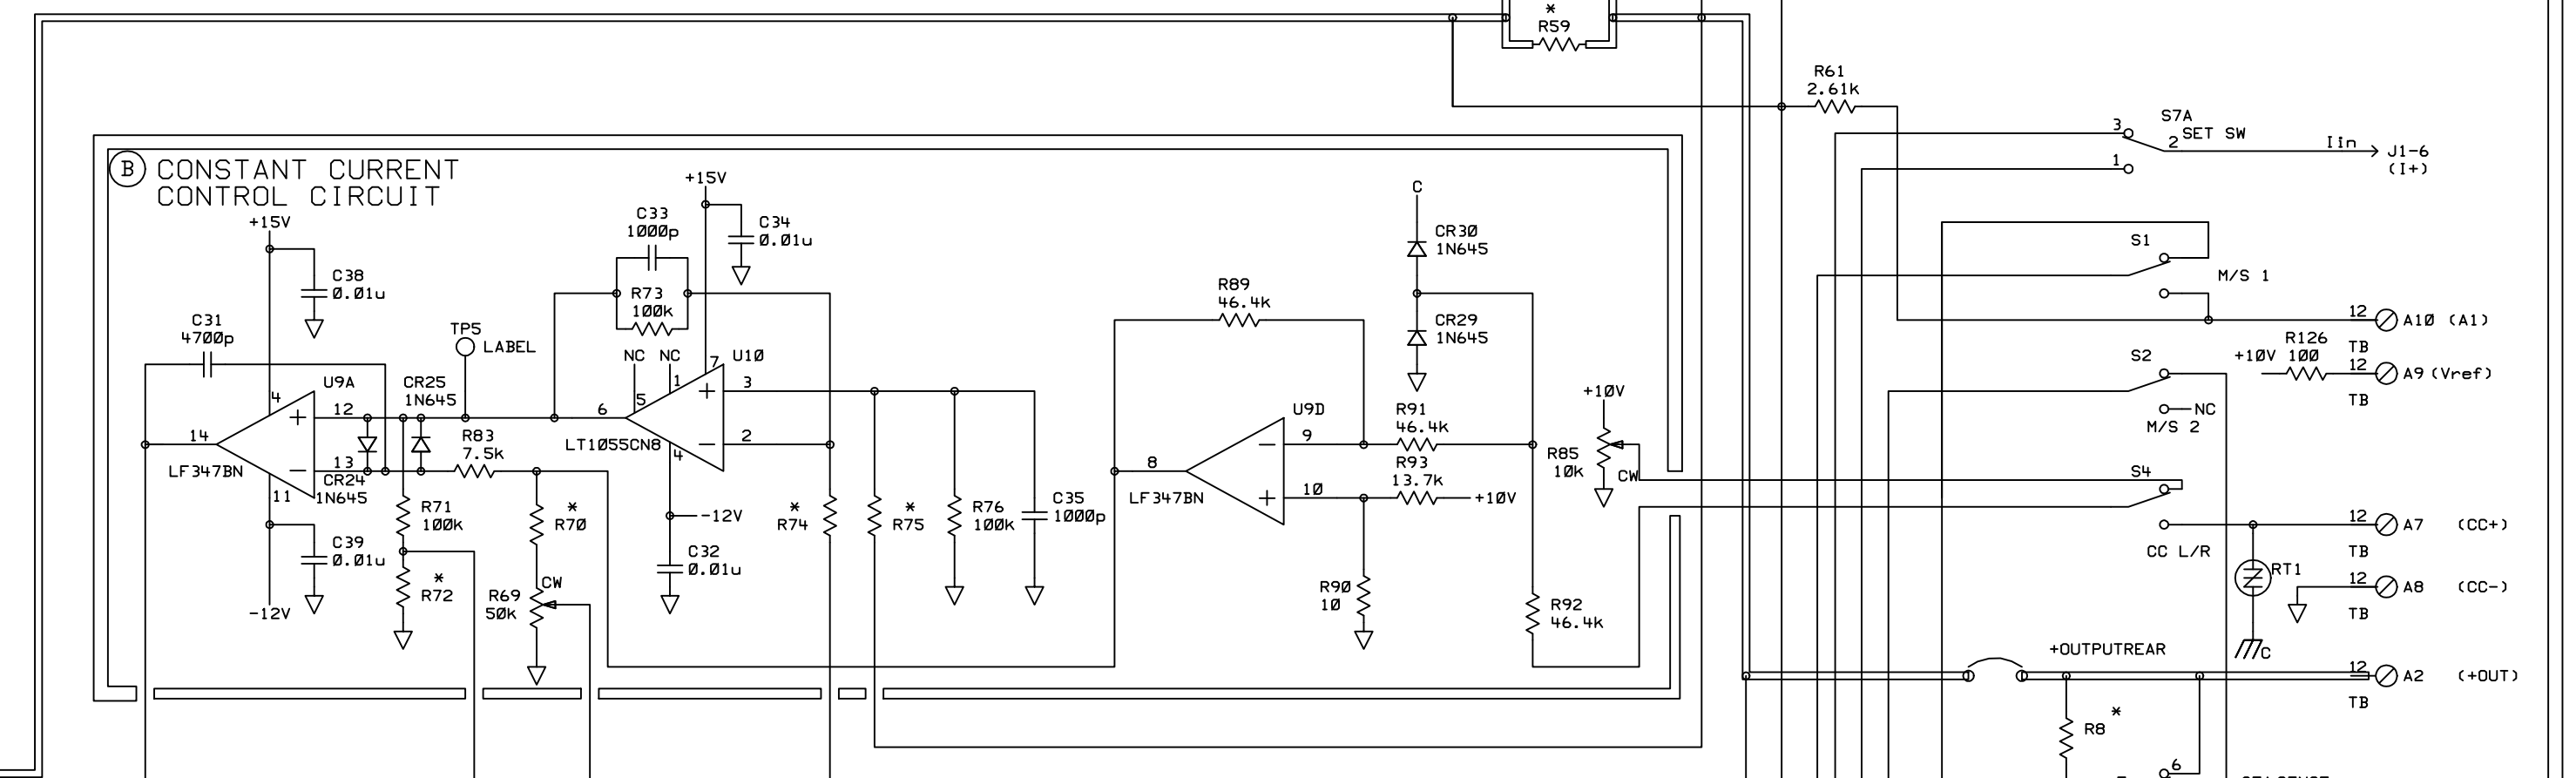 *
R59
R61
2.61k
S7A
SET SW
3
2
1
Iin
J1-6
(I+)
B
CONSTANT CURRENT
CONTROL CIRCUIT
+15V
C38
0.01u
C31
4700p
TP5
LABEL
U9A
CR25
1N645
4
12
14
13
11
LF347BN
CR24
1N645
R83
7.5k
R71
100k
*
R72
C39
0.01u
-12V
*
R70
CW
R69
50k
+15V
C33
1000p
C34
0.01u
R73
100k
NC
NC
7
U10
1
5
3
6
2
4
LT1055CN8
-12V
C32
0.01u
*
R74
*
R75
R76
100k
C35
1000p
C
CR30
1N645
R89
46.4k
CR29
1N645
U9D
R91
46.4k
9
8
10
LF347BN
R93
13.7k
+10V
R90
10
R92
46.4k
+10V
R85
10k
CW
S1
M/S 1
12
A10 (A1)
TB
R126
100
+10V
12
A9 (Vref)
TB
S2
NC
M/S 2
S4
12
A7 (CC+)
TB
CC L/R
RT1
12
A8 (CC-)
TB
C
+OUTPUTREAR
12
A2 (+OUT)
TB
*
R8
6